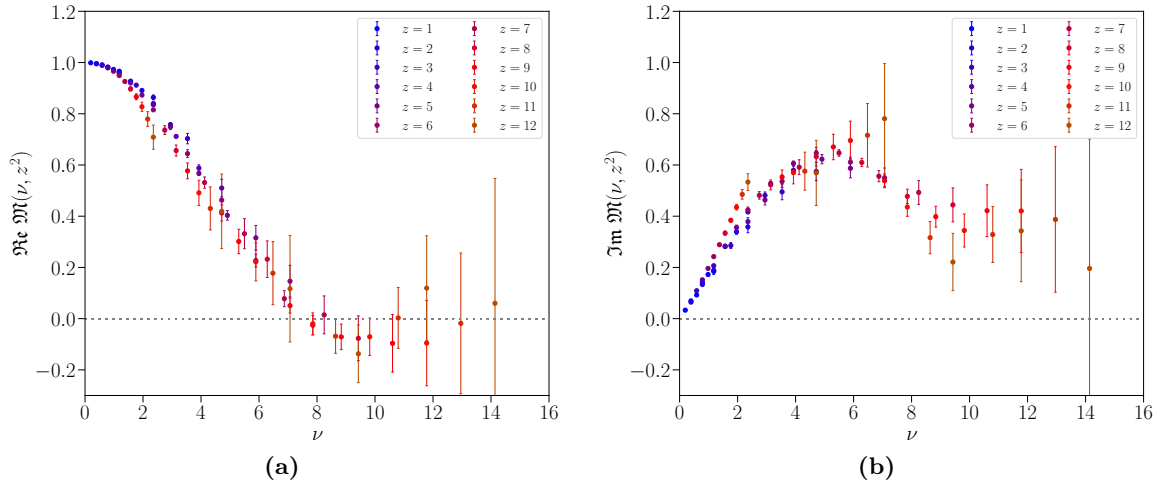 1.2
1.0
0.8
0.6
0.4
0.2
0.0
−0.2
0 2 4 6 8 10 12 14 16
ν
ℜ𝔢 𝔐(ν, z²)
z = 1
z = 2
z = 3
z = 4
z = 5
z = 6
z = 7
z = 8
z = 9
z = 10
z = 11
z = 12
(a)
1.2
1.0
0.8
0.6
0.4
0.2
0.0
−0.2
0 2 4 6 8 10 12 14 16
ν
ℑ𝔪 𝔐(ν, z²)
z = 1
z = 2
z = 3
z = 4
z = 5
z = 6
z = 7
z = 8
z = 9
z = 10
z = 11
z = 12
(b)